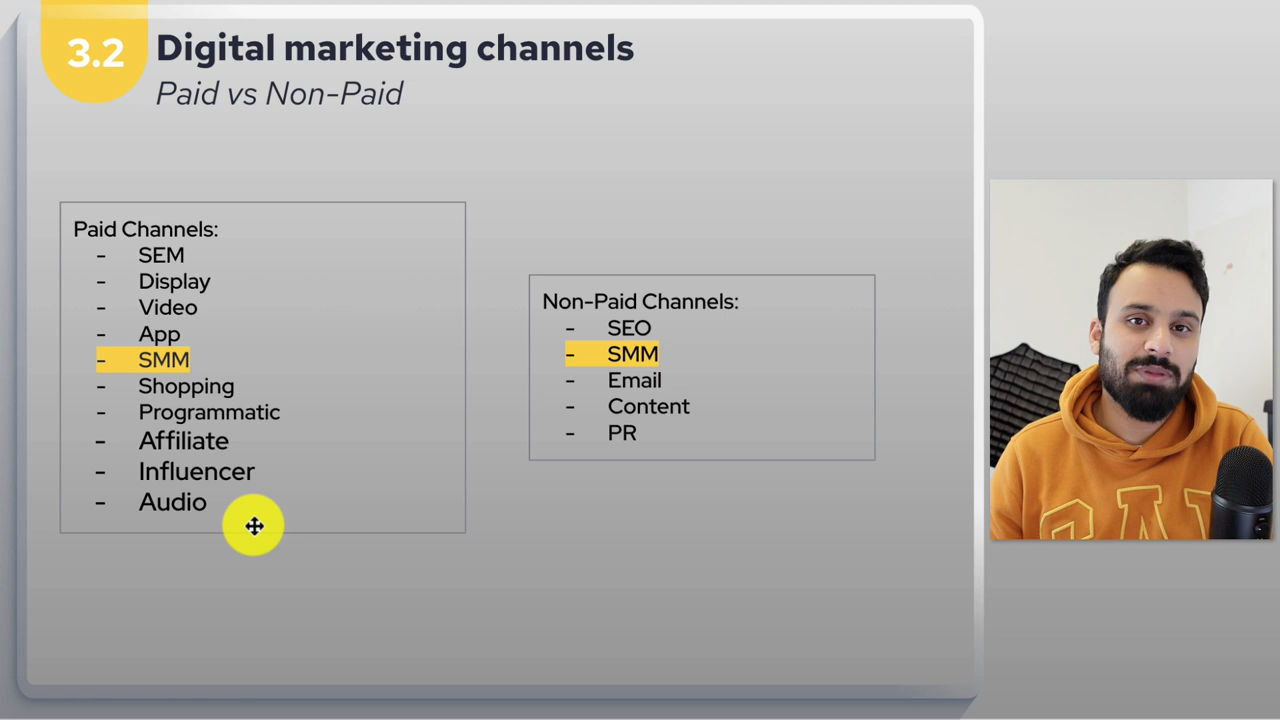 3.2
Digital marketing channels
Paid vs Non-Paid
Paid Channels:
- SEM
- Display
- Video
- App
- SMM
- Shopping
- Programmatic
- Affiliate
- Influencer
- Audio
Non-Paid Channels:
- SEO
- SMM
- Email
- Content
- PR
GAP